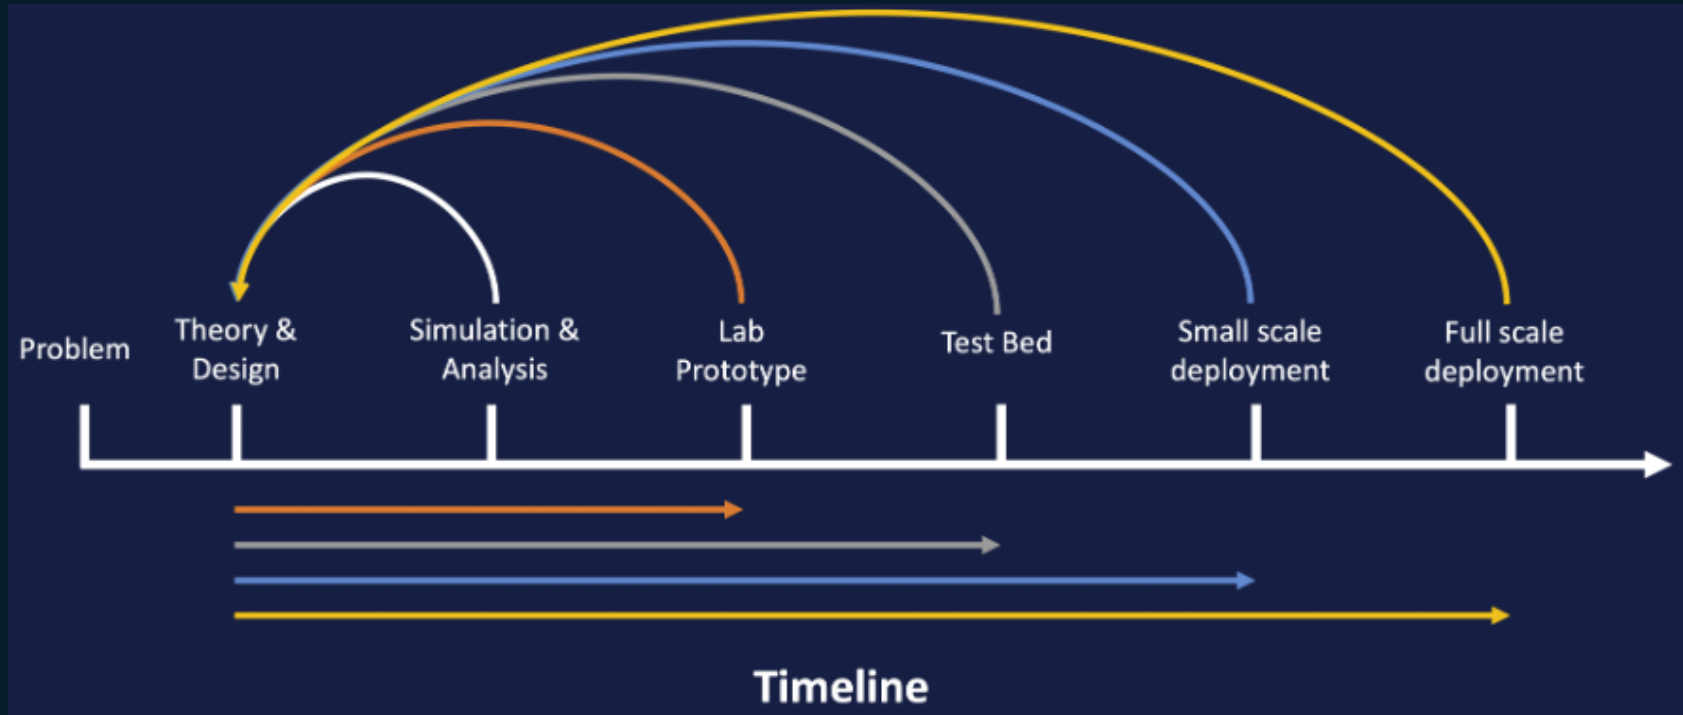 Problem
Theory &
Design
Simulation &
Analysis
Lab
Prototype
Test Bed
Small scale
deployment
Full scale
deployment
Timeline